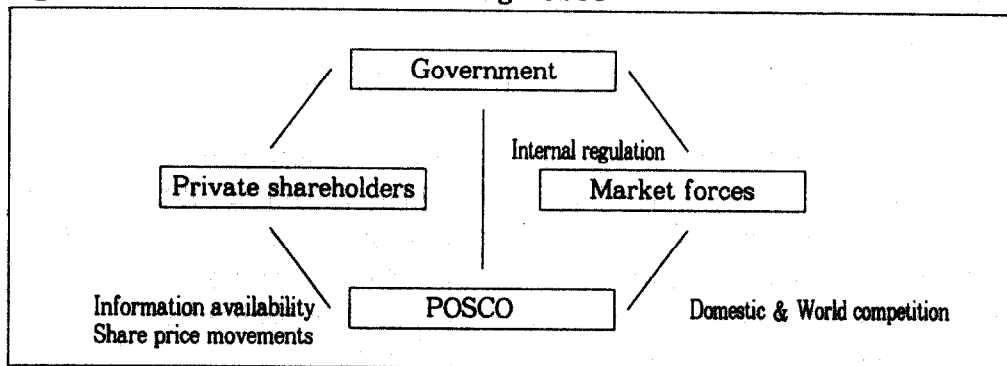 Government
Internal regulation
Private shareholders
Market forces
Information availability
Share price movements
POSCO
Domestic & World competition